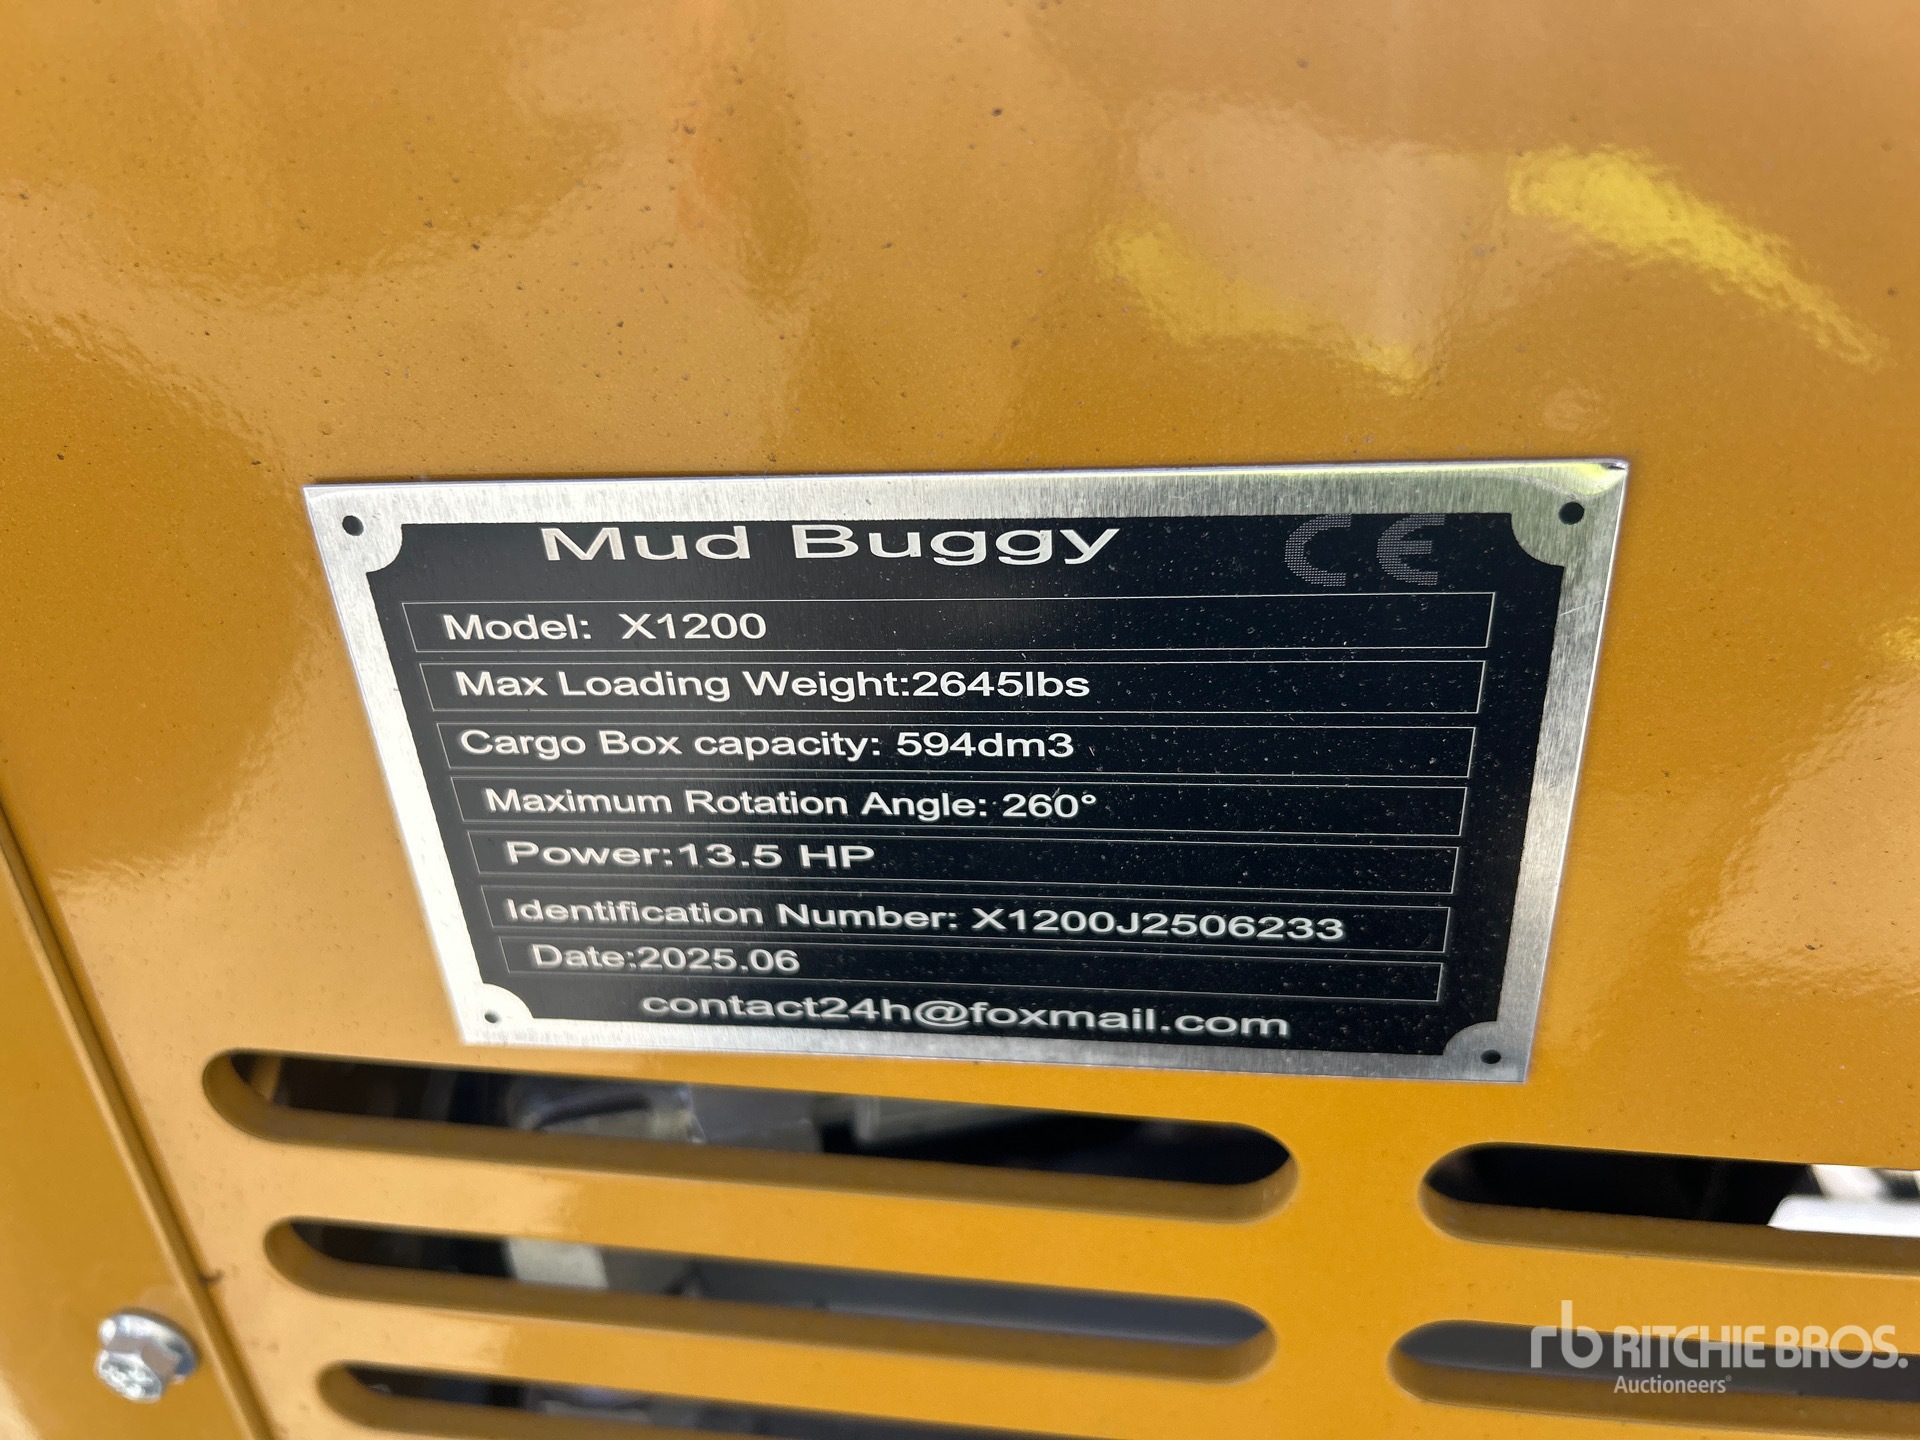 Mud Buggy CE
Model: X1200
Max Loading Weight:2645lbs
Cargo Box capacity: 594dm3
Maximum Rotation Angle: 260°
Power:13.5 HP
Identification Number: X1200J2506233
Date:2025.06
contact24h@foxmail.com
rb RITCHIE BROS.
Auctioneers®